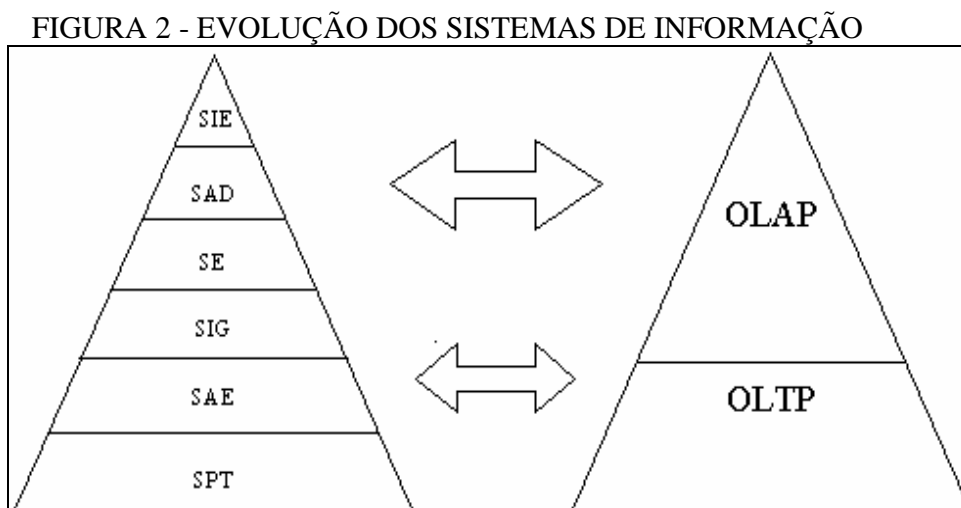 FIGURA 2 - EVOLUÇÃO DOS SISTEMAS DE INFORMAÇÃO
SIE
SAD
SE
SIG
SAE
SPT
OLAP
OLTP